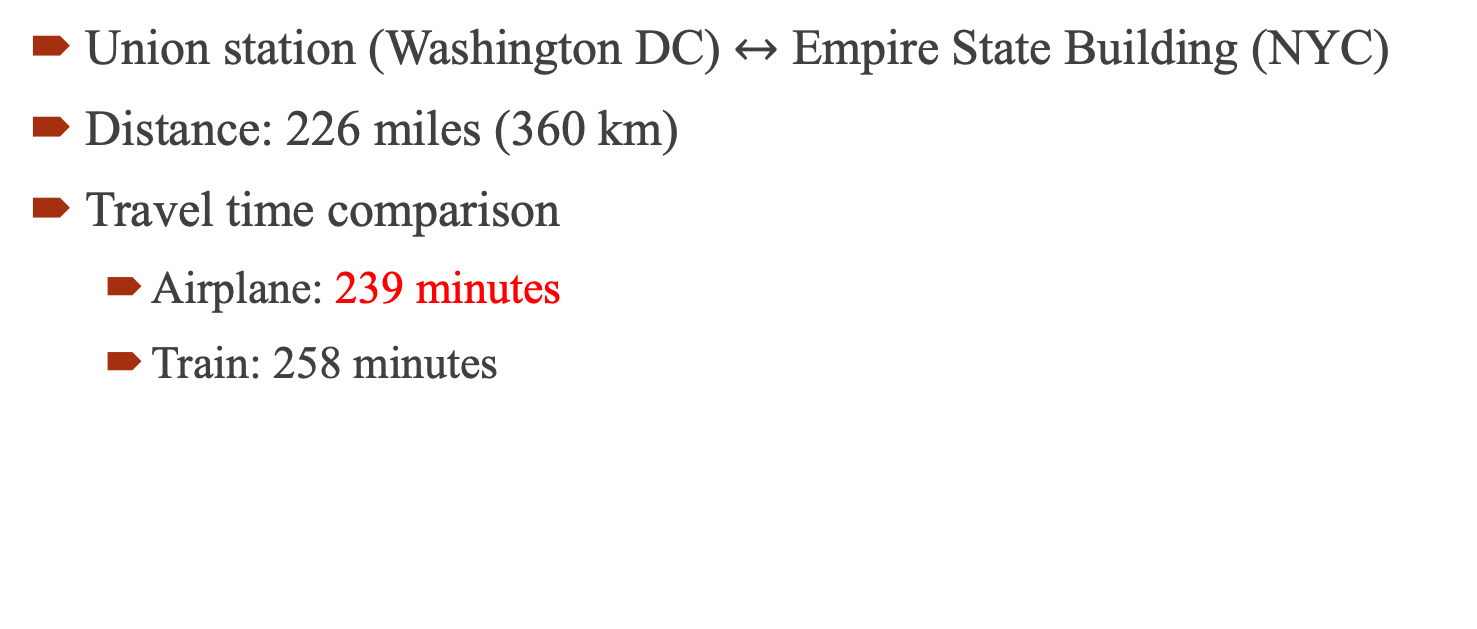 Union station (Washington DC) ↔ Empire State Building (NYC)
Distance: 226 miles (360 km)
Travel time comparison
Airplane: 239 minutes
Train: 258 minutes